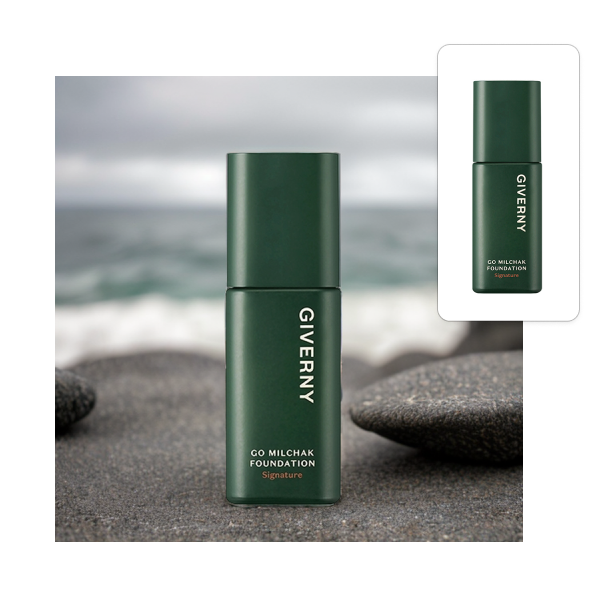 GIVERNY
GO MILCHAK
FOUNDATION
Signature
GIVERNY
GO MILCHAK
FOUNDATION
Signature